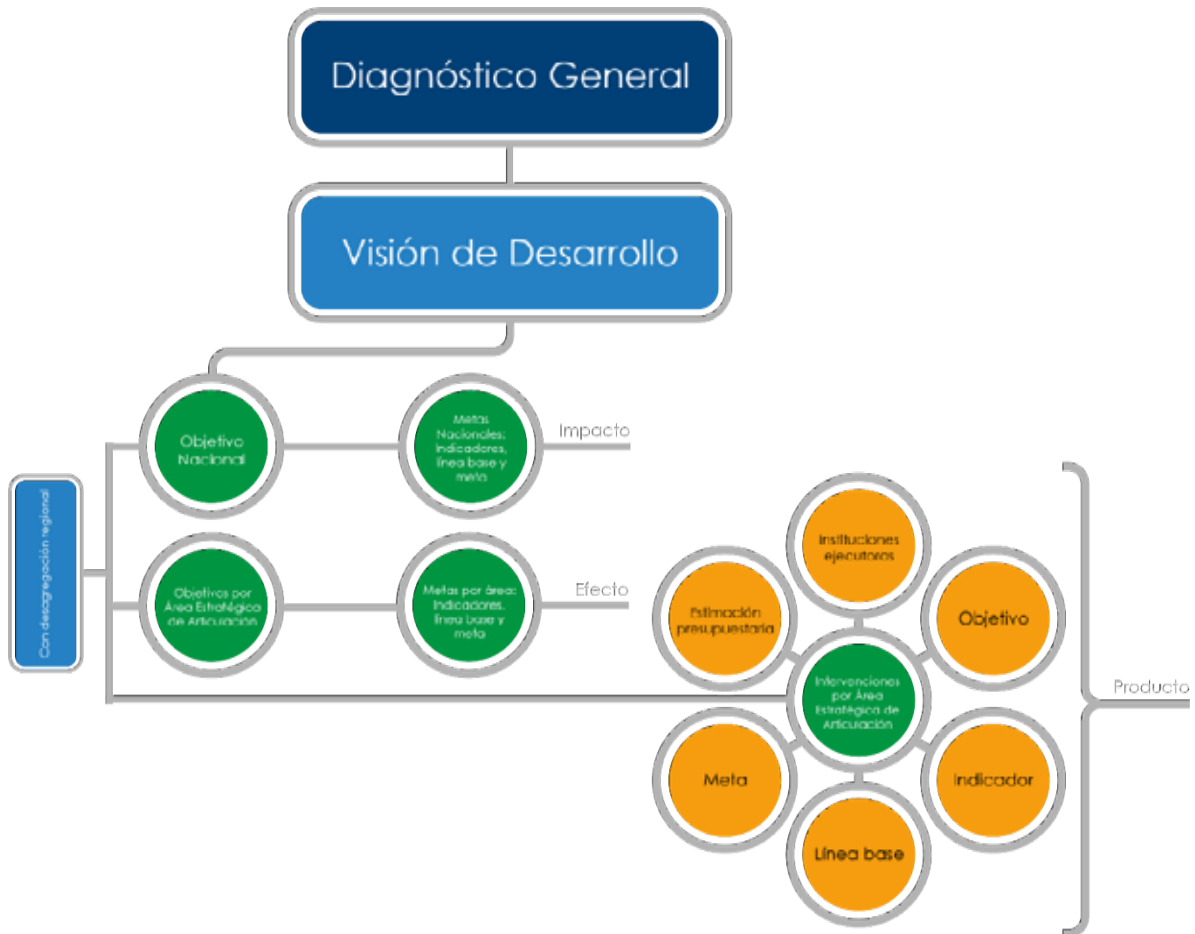 Diagnóstico General
Visión de Desarrollo
Objetivo
Nacional
Metas
Nacionales:
Indicadores,
línea base y
meta
Impacto
Con desagregación regional
Objetivos por
Área Estratégica
de Articulación
Metas por área:
Indicadores,
línea base y
meta
Efecto
Instituciones
ejecutoras
Estimación
presupuestaria
Objetivo
Intervenciones
por Área
Estratégica de
Articulación
Producto
Meta
Indicador
Línea base